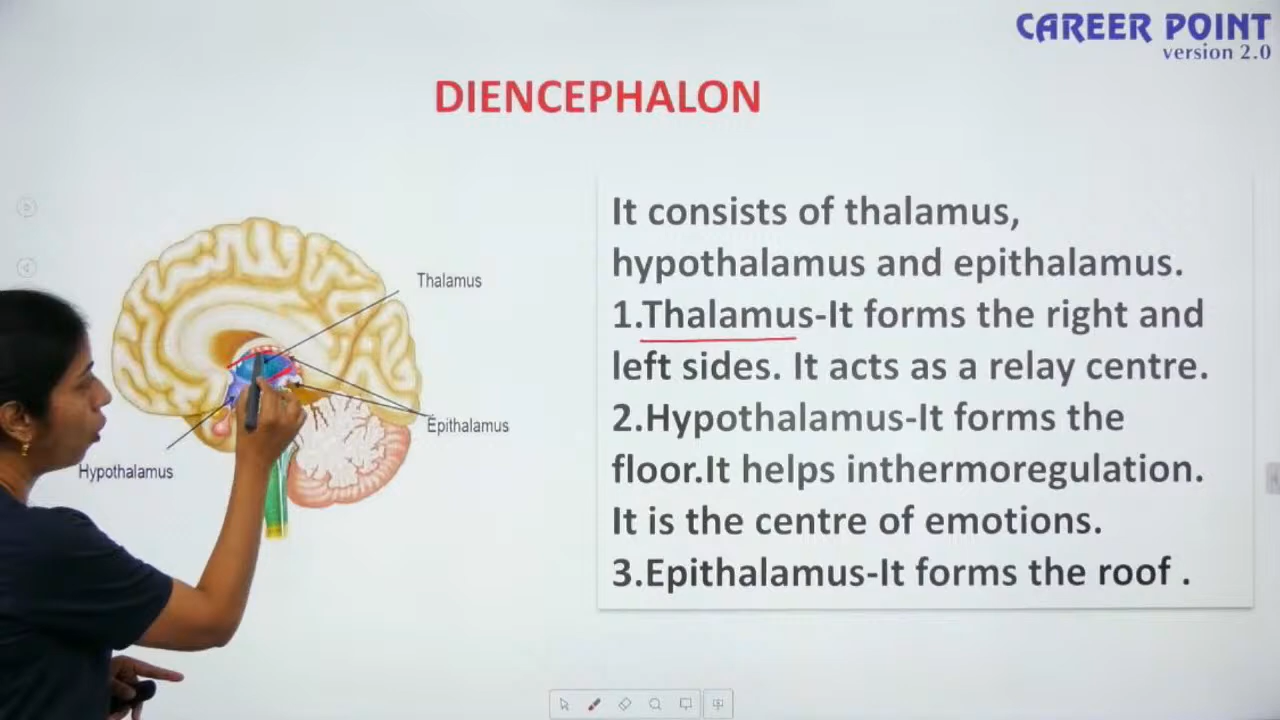 CAREER POINT
version 2.0
DIENCEPHALON
It consists of thalamus,
hypothalamus and epithalamus.
1.Thalamus-It forms the right and
left sides. It acts as a relay centre.
2.Hypothalamus-It forms the
floor.It helps inthermoregulation.
It is the centre of emotions.
3.Epithalamus-It forms the roof .
Thalamus
Epithalamus
Hypothalamus